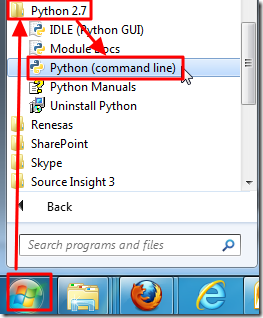 Python 2.7
IDLE (Python GUI)
Module Docs
Python (command line)
Python Manuals
Uninstall Python
Renesas
SharePoint
Skype
Source Insight 3
Back
Search programs and files